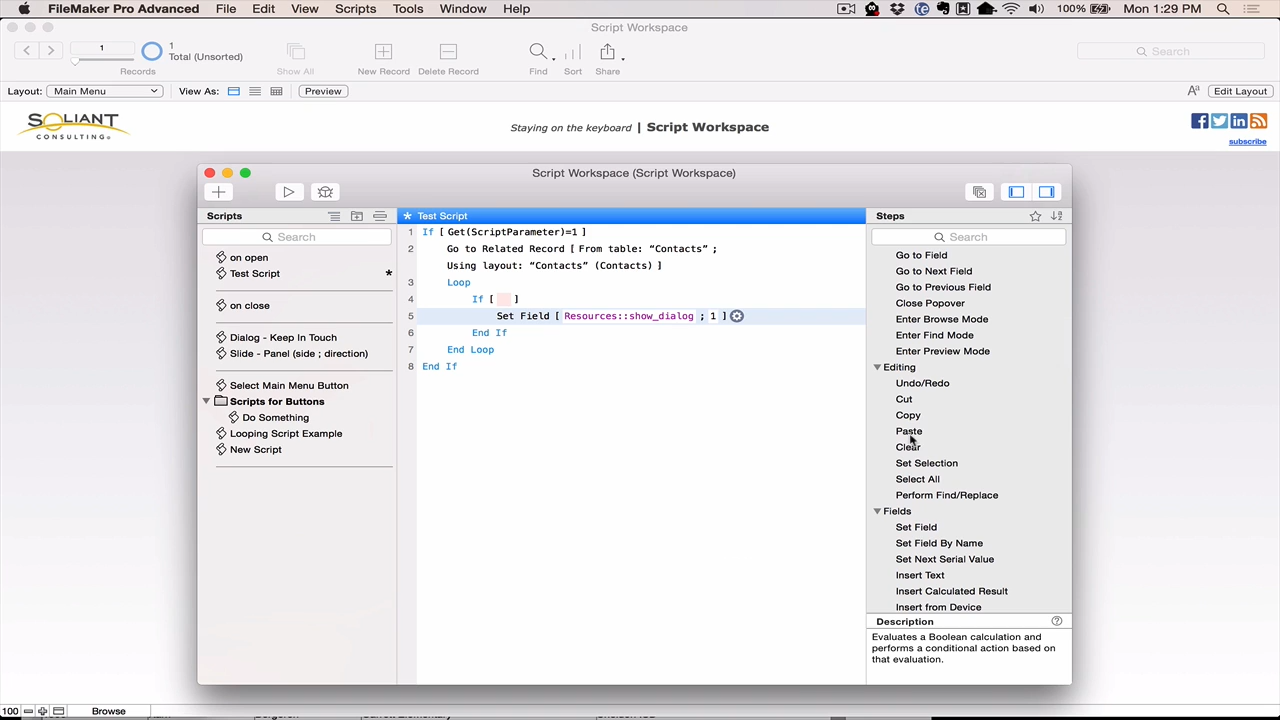 FileMaker Pro Advanced File Edit View Scripts Tools Window Help 100% Mon 1:29 PM
Script Workspace
1 1 Total (Unsorted) Search
Records Show All New Record Delete Record Find Sort Share
Layout: Main Menu View As: Preview Aa Edit Layout
SOLIANT
CONSULTING
Staying on the keyboard | Script Workspace
subscribe
Script Workspace (Script Workspace)
Scripts
Search
on open
Test Script *
on close
Dialog - Keep In Touch
Slide - Panel (side ; direction)
Select Main Menu Button
Scripts for Buttons
Do Something
Looping Script Example
New Script
* Test Script
1 If [ Get(ScriptParameter)=1 ]
2 Go to Related Record [ From table: “Contacts” ;
Using layout: “Contacts” (Contacts) ]
3 Loop
4 If [ ]
5 Set Field [ Resources::show_dialog ; 1 ]
6 End If
7 End Loop
8 End If
Steps
Search
Go to Field
Go to Next Field
Go to Previous Field
Close Popover
Enter Browse Mode
Enter Find Mode
Enter Preview Mode
Editing
Undo/Redo
Cut
Copy
Paste
Clear
Set Selection
Select All
Perform Find/Replace
Fields
Set Field
Set Field By Name
Set Next Serial Value
Insert Text
Insert Calculated Result
Insert from Device
Description
Evaluates a Boolean calculation and
performs a conditional action based on
that evaluation.
100 Browse